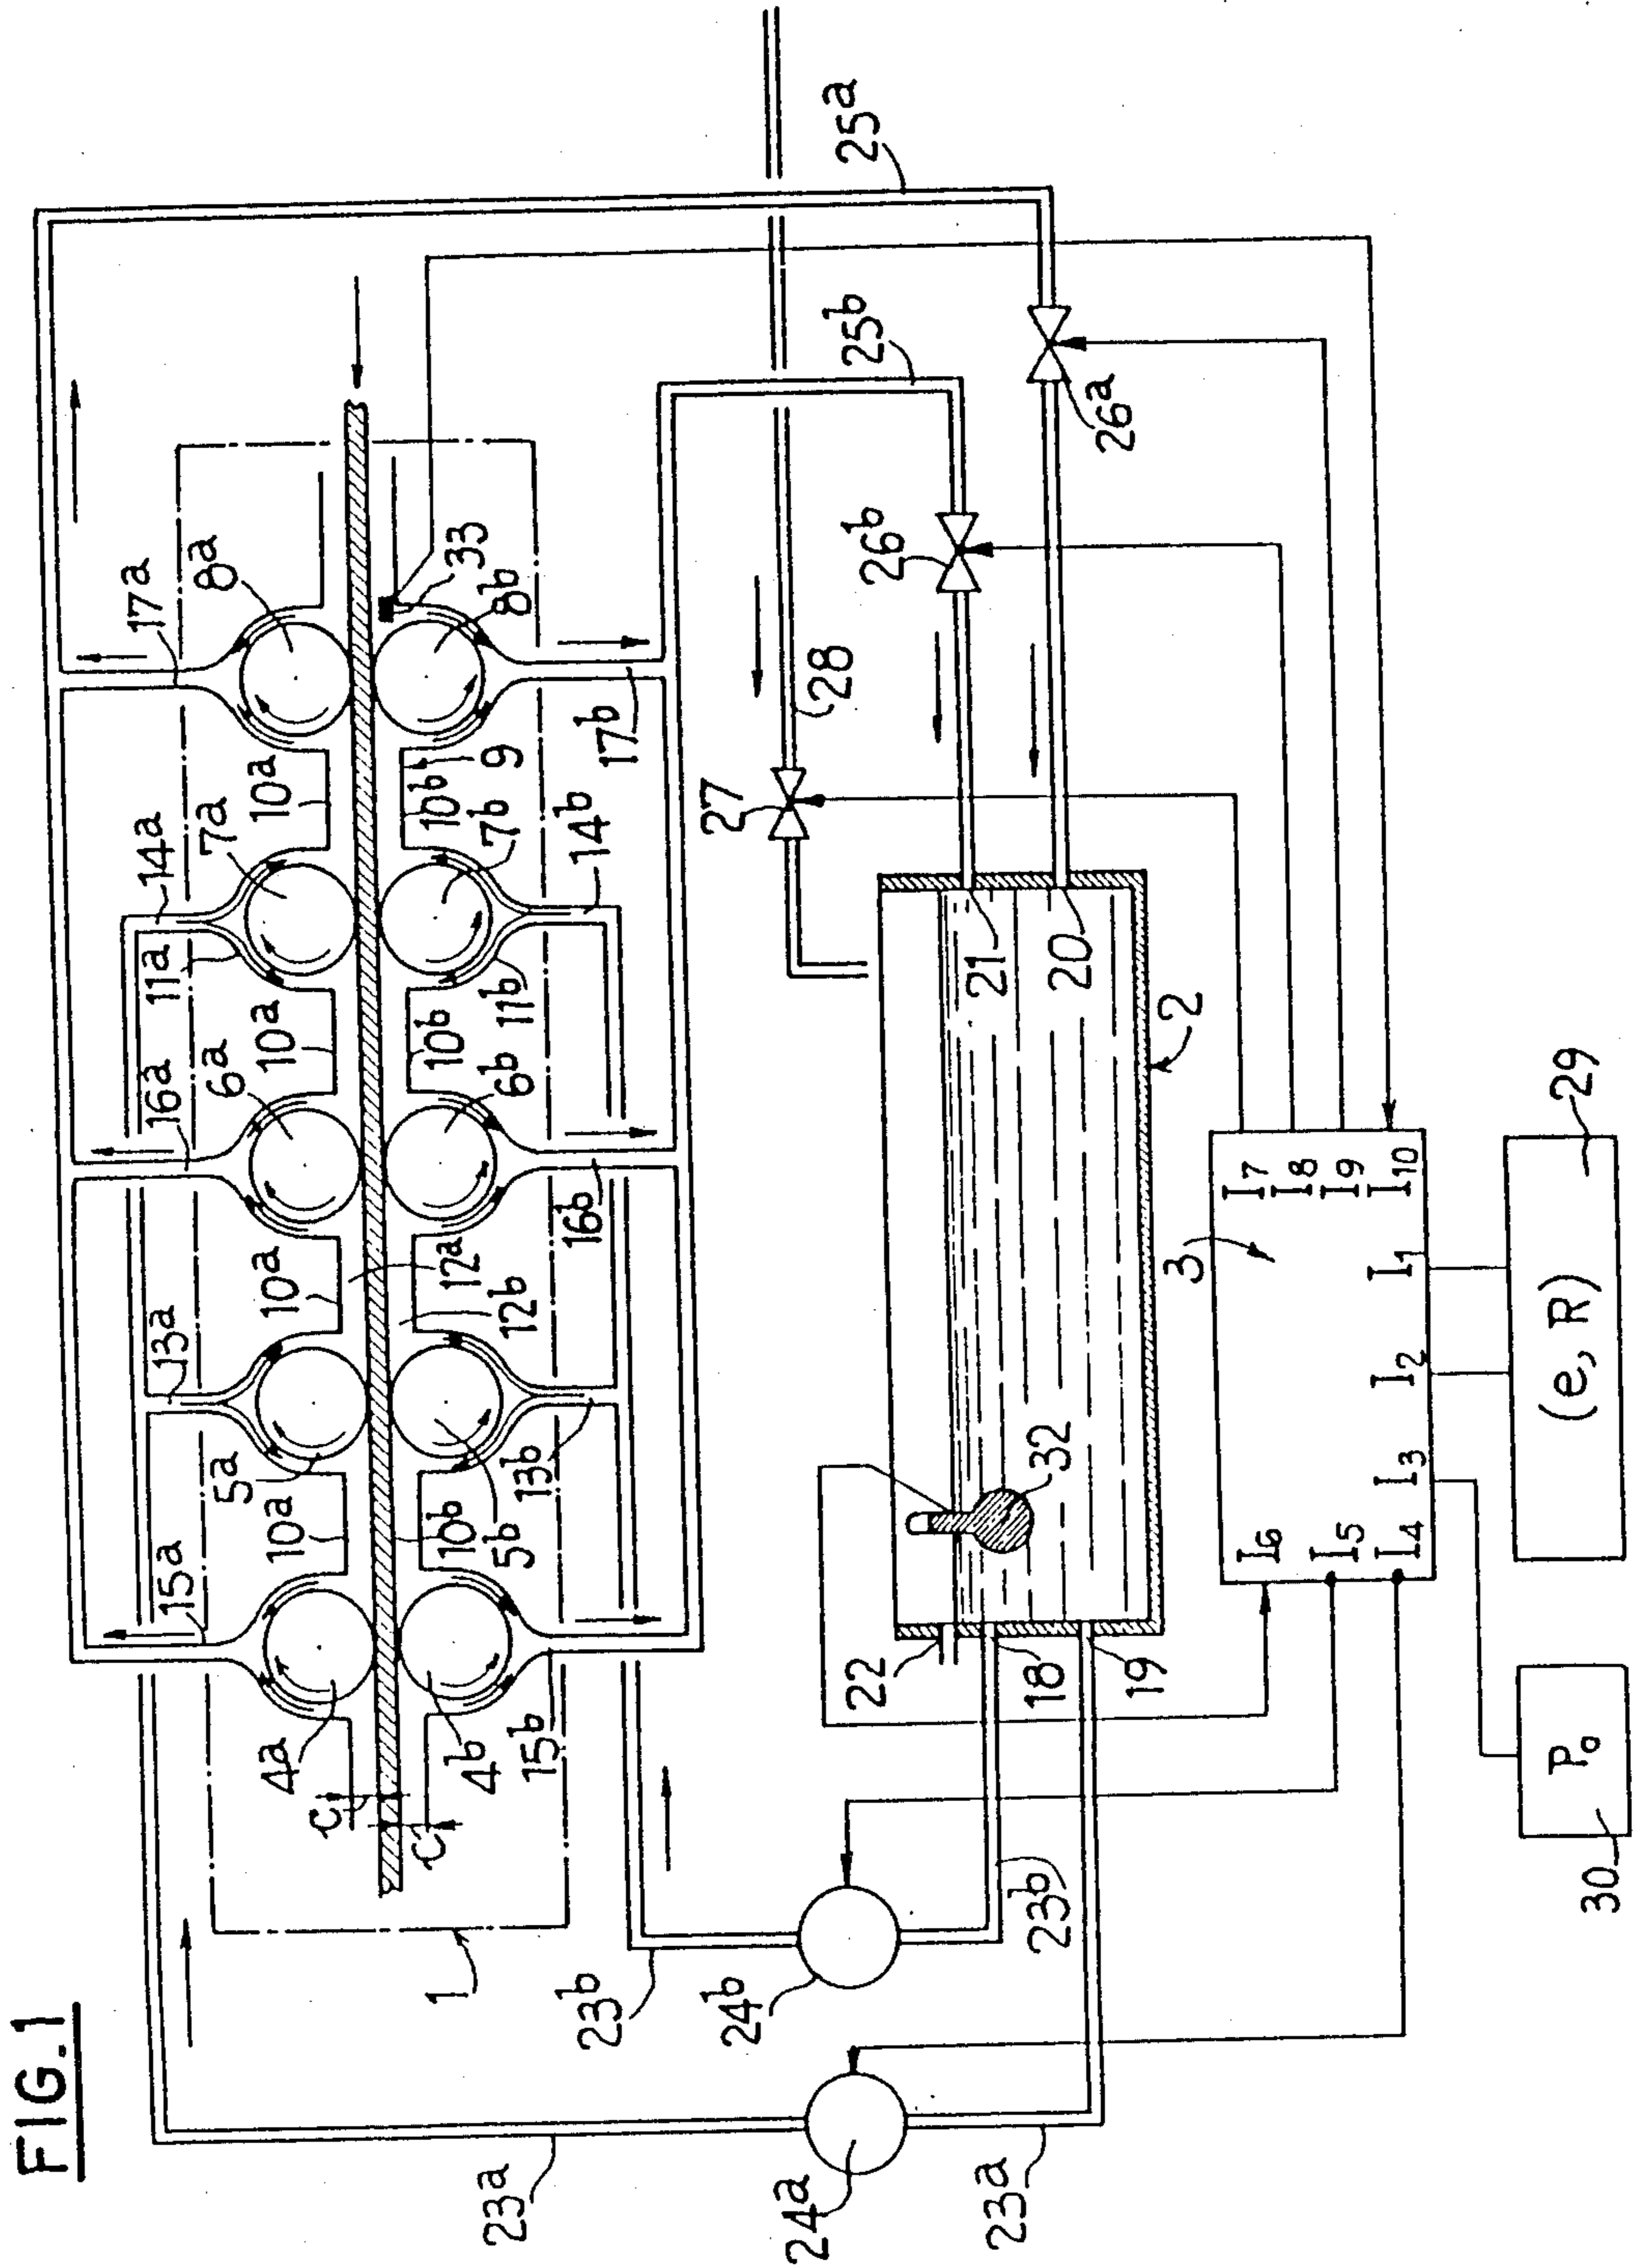 FIG.1
25a
17a
8a
25b
33
8b
26a
26b
17b
28
10a
9
10b
14a
7a
7b
14b
27
11a
11b
10a
10b
21
20
2
16a
6a
6b
16b
I7
I8
I9
I10
29
3
10a
12a
12b
I1
13a
5a
13b
5b
32
I2
(e, R)
I3
10a
10b
I6
I5
I4
15a
22
18
19
4a
4b
15b
C
C
P0
30
1
23b
23b
24b
23a
24a
23a